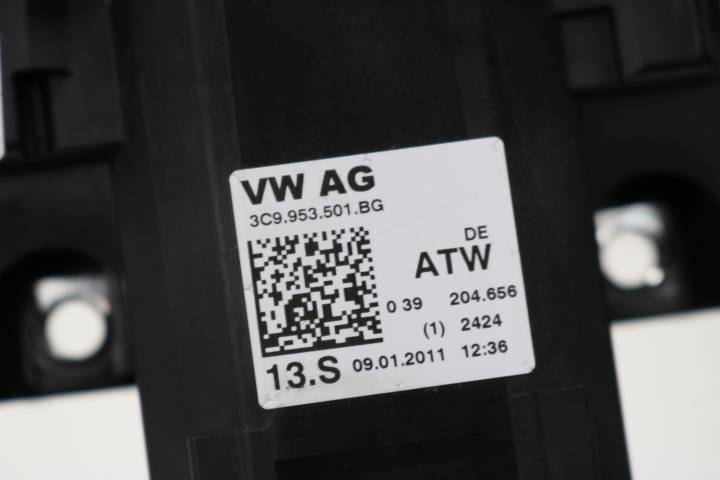 VW AG
3C9.953.501.BG
DE
ATW
0 39 204.656
(1) 2424
13.S 09.01.2011 12:36